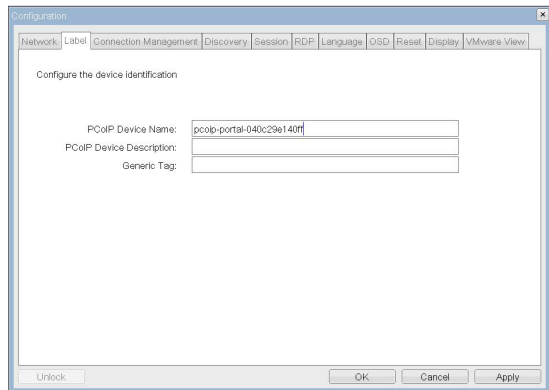 Configuration
Network Label Connection Management Discovery Session RDP Language OSD Reset Display VMware View
Configure the device identification
PCoIP Device Name: pcoip-portal-040c29e140ff
PCoIP Device Description:
Generic Tag:
Unlock OK Cancel Apply